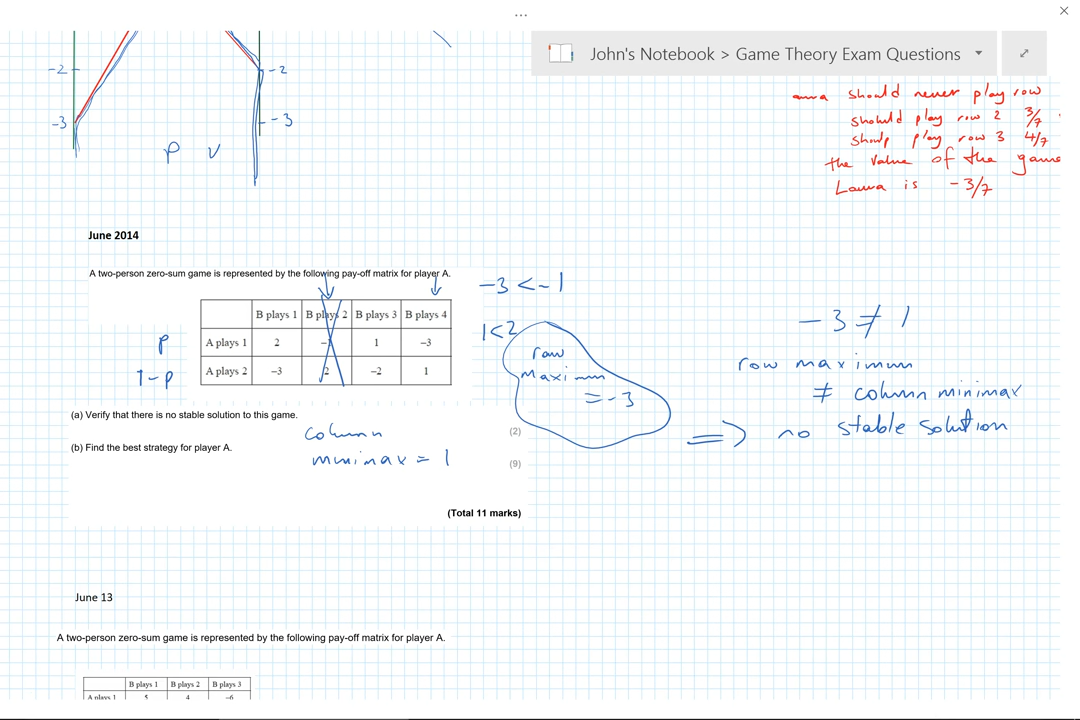 ...
John's Notebook > Game Theory Exam Questions
-2
-3
-2
-3
P V
should never play row
should play row 2 3/7
play row 3 4/7
the value of the game
Laura is -3/7
June 2014
A two-person zero-sum game is represented by the following pay-off matrix for player A.
B plays 1 B plays 2 B plays 3 B plays 4
A plays 1 2 1 -3
A plays 2 -3 2 -2 1
P
1-P
-3 < -1
1<2
row
maximin
= -3
-3 ≠ 1
row maximum
≠ column minimax
=> no stable solution
(a) Verify that there is no stable solution to this game.
(2)
column
minimax = 1
(b) Find the best strategy for player A.
(9)
(Total 11 marks)
June 13
A two-person zero-sum game is represented by the following pay-off matrix for player A.
B plays 1 B plays 2 B plays 3
A plays 1 5 4 -6